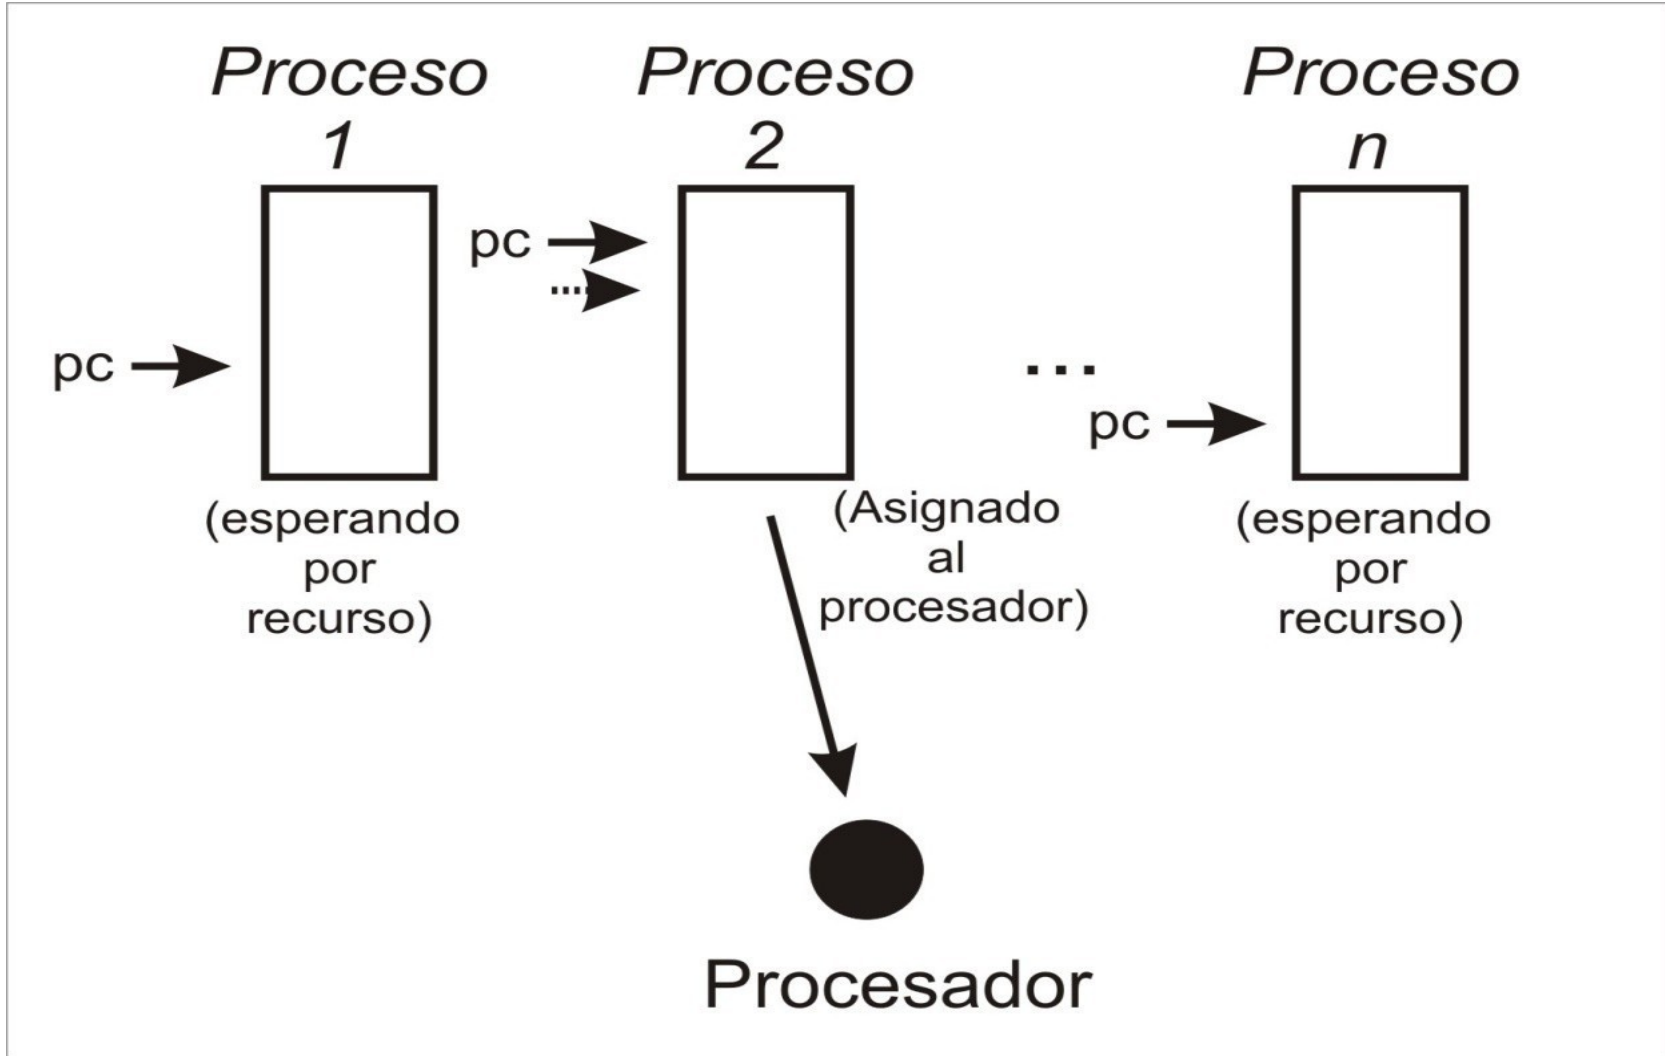 Proceso
1
Proceso
2
Proceso
n
pc
pc
...
pc
(esperando
por
recurso)
(Asignado
al
procesador)
(esperando
por
recurso)
Procesador